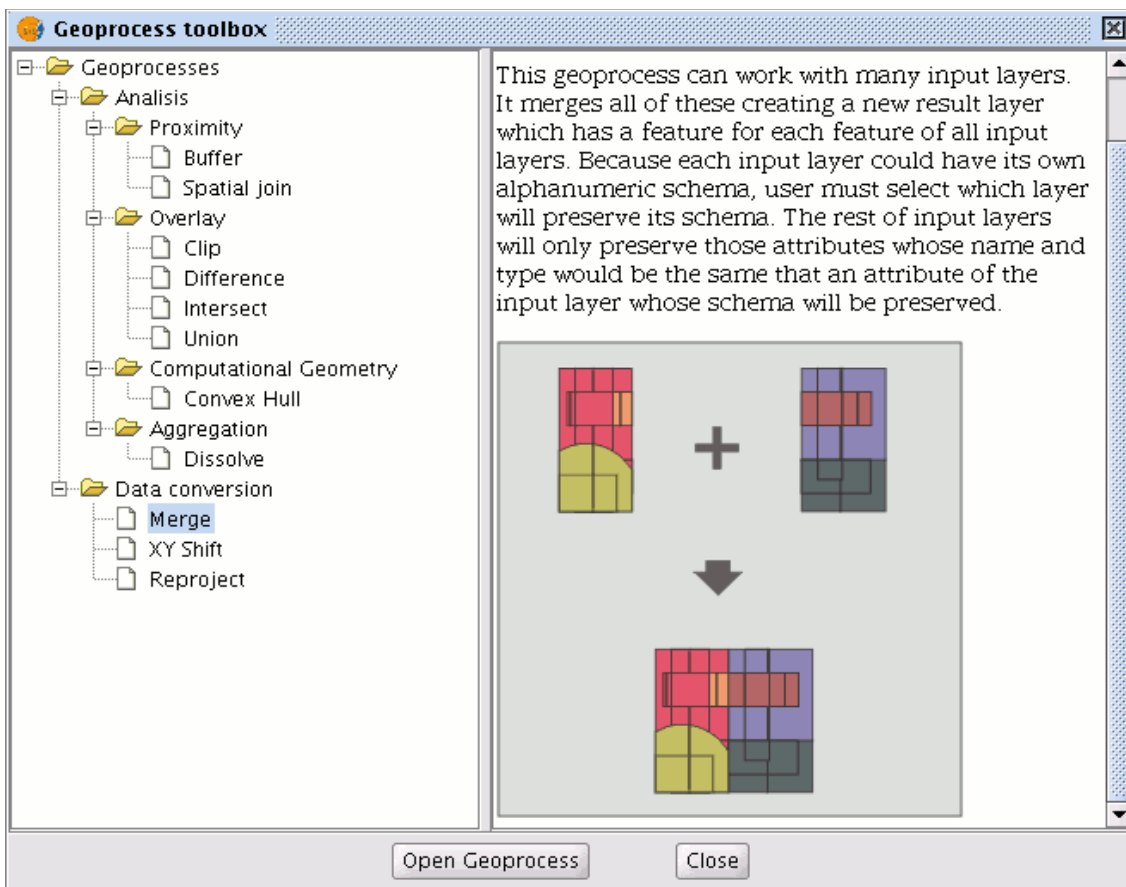 Geoprocess toolbox
Geoprocesses
Analisis
Proximity
Buffer
Spatial join
Overlay
Clip
Difference
Intersect
Union
Computational Geometry
Convex Hull
Aggregation
Dissolve
Data conversion
Merge
XY Shift
Reproject
This geoprocess can work with many input layers.
It merges all of these creating a new result layer
which has a feature for each feature of all input
layers. Because each input layer could have its own
alphanumeric schema, user must select which layer
will preserve its schema. The rest of input layers
will only preserve those attributes whose name and
type would be the same that an attribute of the
input layer whose schema will be preserved.
Open Geoprocess
Close